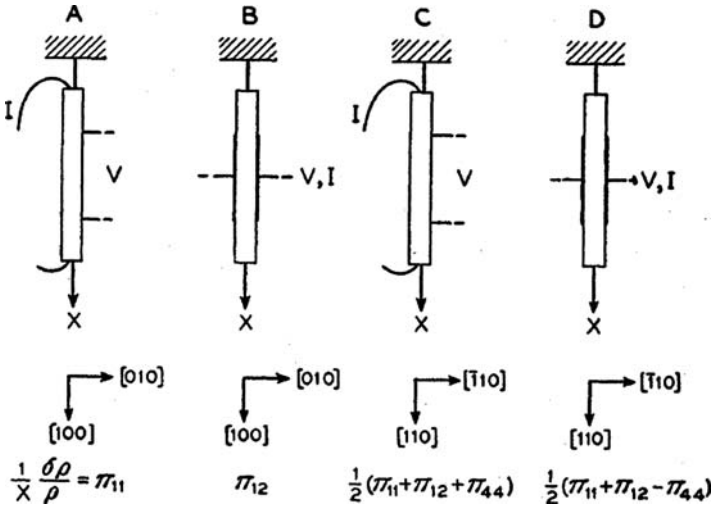 A B C D
I V V, I I V V, I
X X X X
[010] [010] [1̄10] [1̄10]
[100] [100] [110] [110]
1/X δρ/ρ = π11 π12 1/2 (π11+π12+π44) 1/2 (π11+π12-π44)